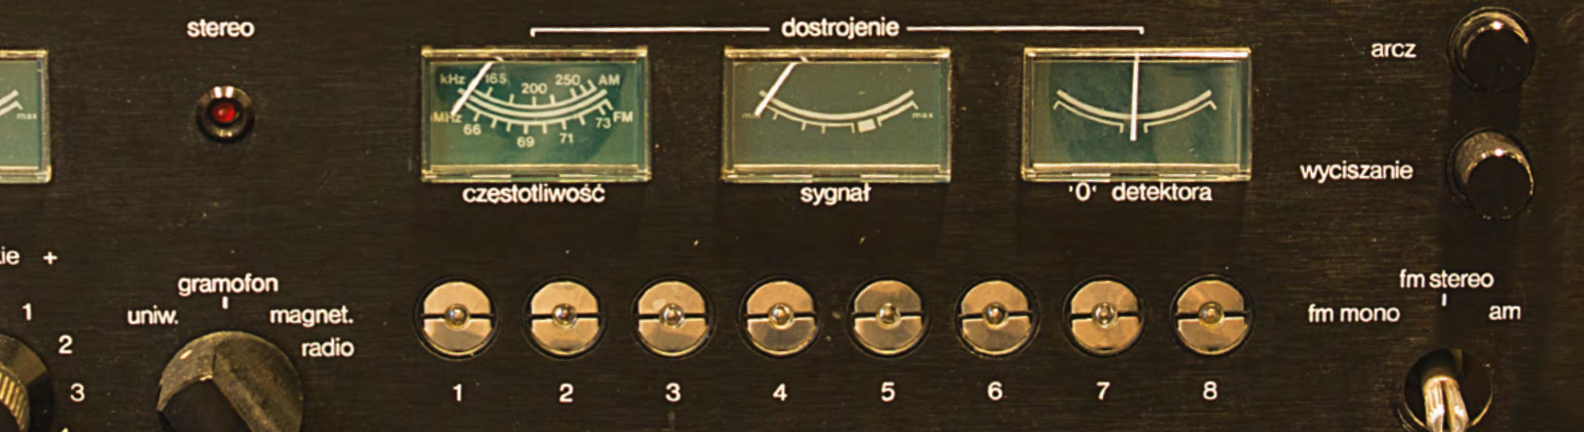 stereo
dostrojenie
arcz
kHz 165 200 250 AM
MHz 66 69 71 73 FM
max
max
częstotliwość
sygnał
'0' detektora
wyciszanie
+
gramofon
uniw.
magnet.
radio
1
2
3
1 2 3 4 5 6 7 8
fm stereo
fm mono
am